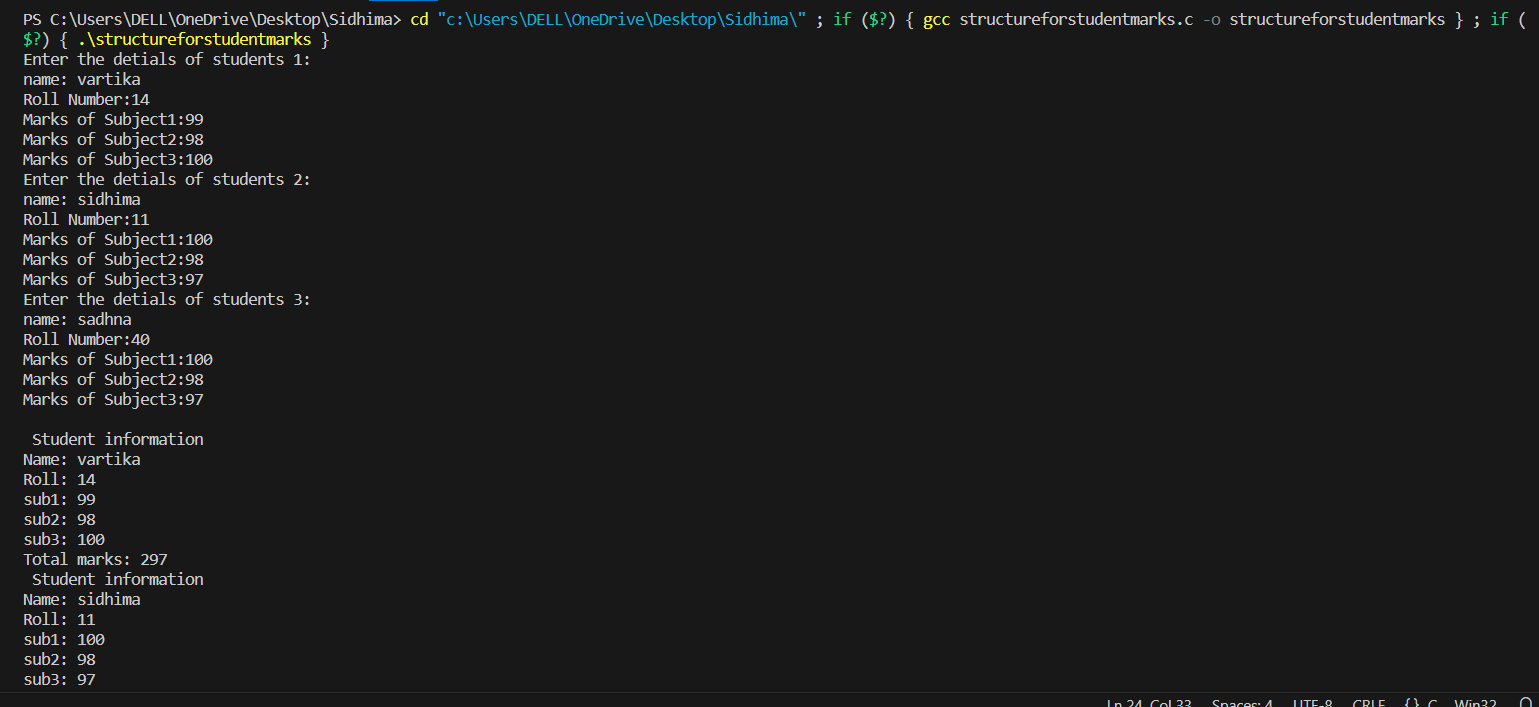 PS C:\Users\DELL\OneDrive\Desktop\Sidhima> cd "c:\Users\DELL\OneDrive\Desktop\Sidhima\" ; if ($?) { gcc structureforstudentmarks.c -o structureforstudentmarks } ; if (
$?) { .\structureforstudentmarks }
Enter the detials of students 1:
name: vartika
Roll Number:14
Marks of Subject1:99
Marks of Subject2:98
Marks of Subject3:100
Enter the detials of students 2:
name: sidhima
Roll Number:11
Marks of Subject1:100
Marks of Subject2:98
Marks of Subject3:97
Enter the detials of students 3:
name: sadhna
Roll Number:40
Marks of Subject1:100
Marks of Subject2:98
Marks of Subject3:97
Student information
Name: vartika
Roll: 14
sub1: 99
sub2: 98
sub3: 100
Total marks: 297
Student information
Name: sidhima
Roll: 11
sub1: 100
sub2: 98
sub3: 97
Ln 24, Col 33 Spaces: 4 UTF-8 CRLF {} C Win32